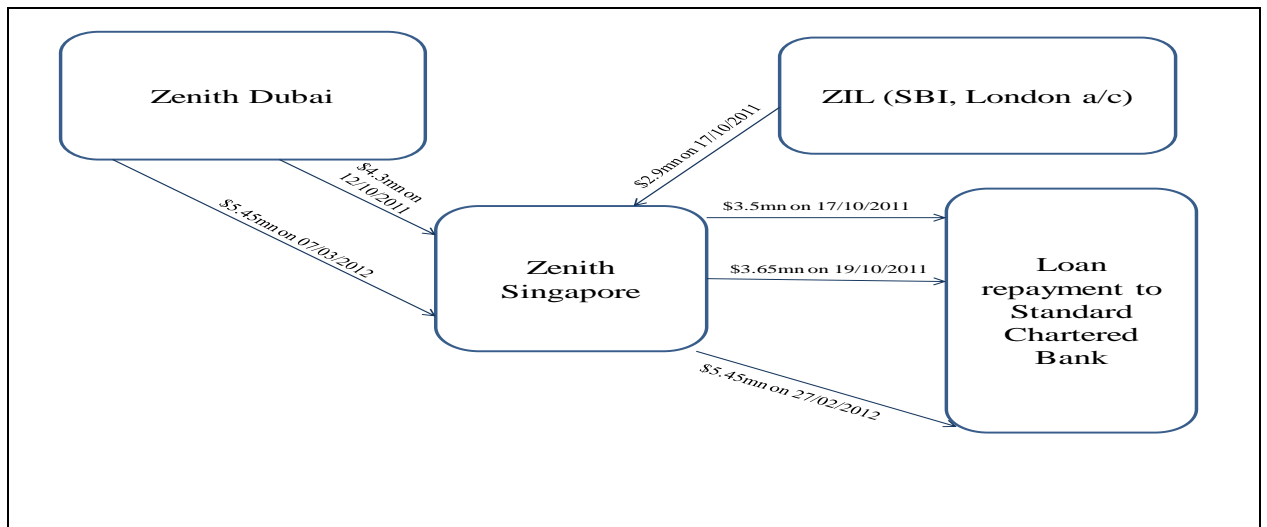 Zenith Dubai
ZIL (SBI, London a/c)
$2.9mn on 17/10/2011
$4.3mn on
12/10/2011
$5.45mn on 07/03/2012
Zenith
Singapore
$3.5mn on 17/10/2011
$3.65mn on 19/10/2011
$5.45mn on 27/02/2012
Loan
repayment to
Standard
Chartered
Bank